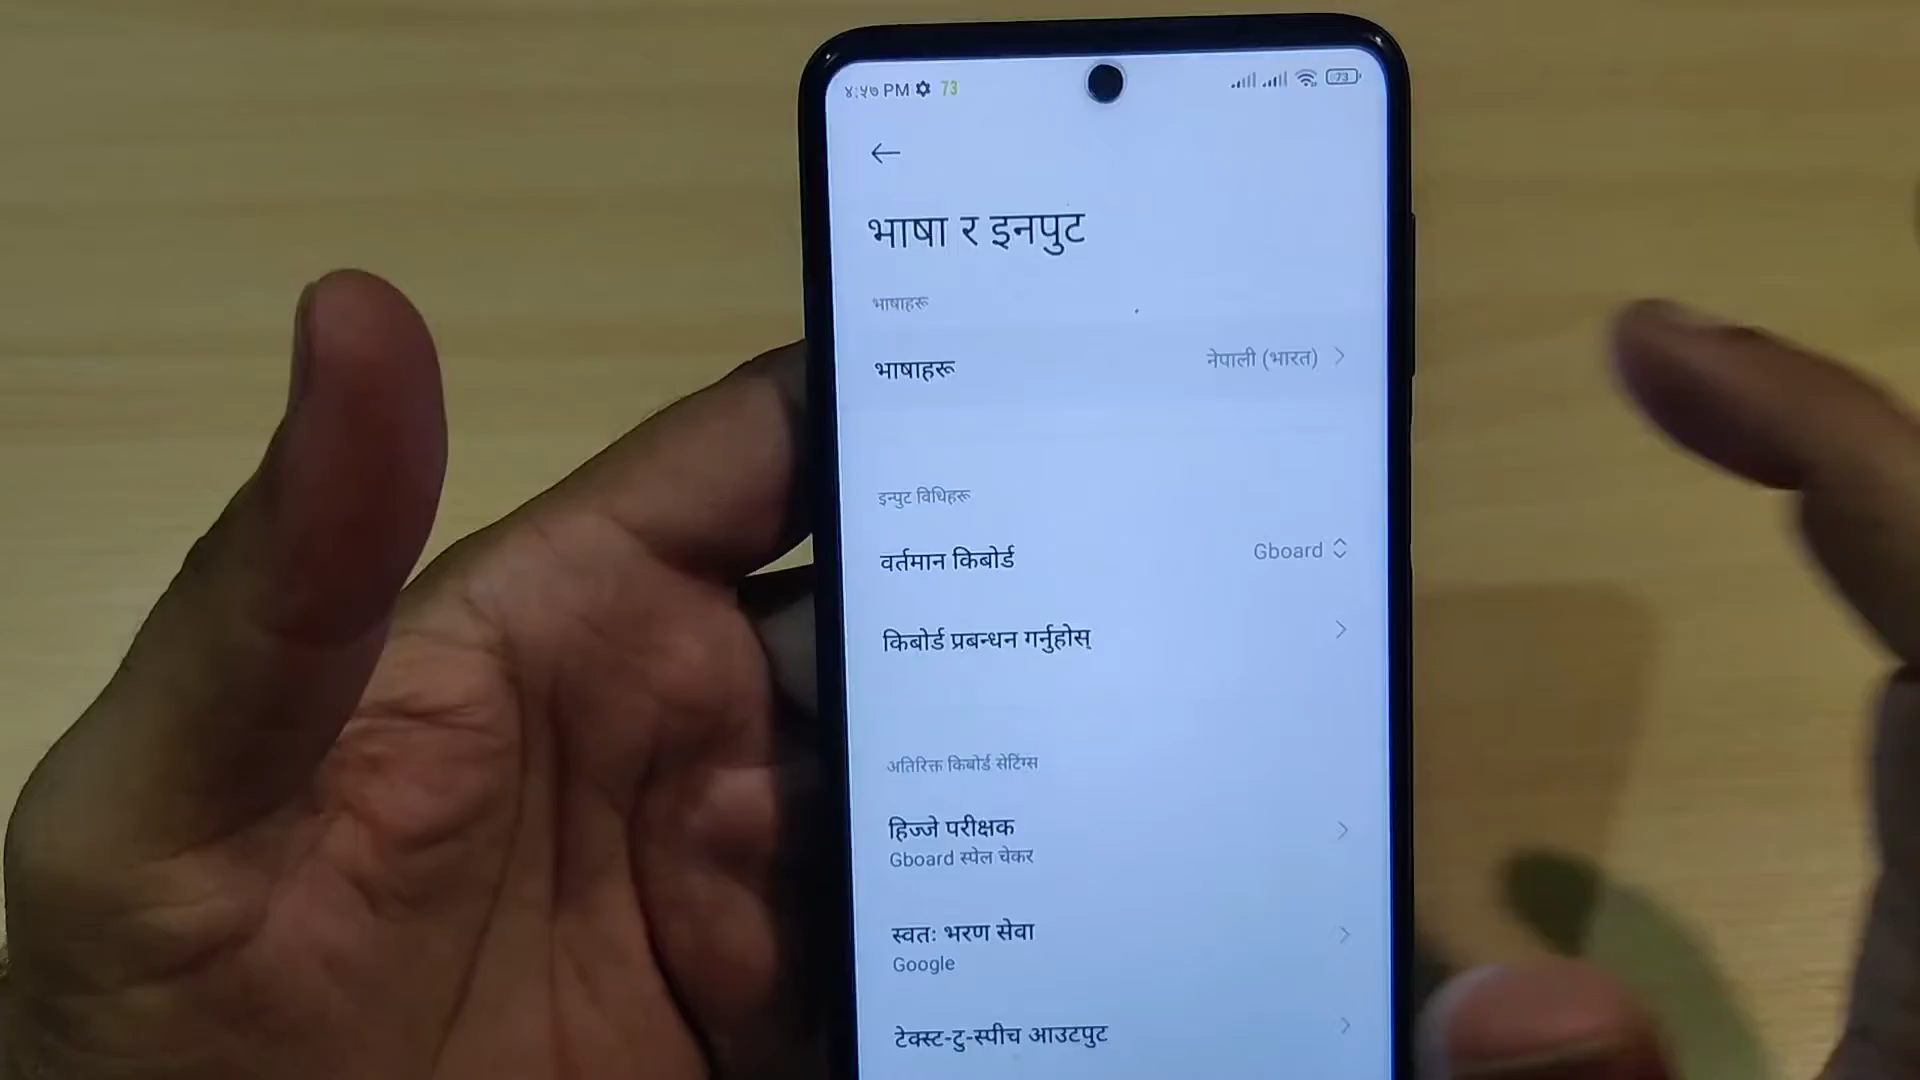 ४:५७ PM 73
73
भाषा र इनपुट
भाषाहरू
भाषाहरू नेपाली (भारत)
इन्पुट विधिहरू
वर्तमान किबोर्ड Gboard
किबोर्ड प्रबन्धन गर्नुहोस्
अतिरिक्त किबोर्ड सेटिंग्स
हिज्जे परीक्षक
Gboard स्पेल चेकर
स्वतः भरण सेवा
Google
टेक्स्ट-टु-स्पीच आउटपुट